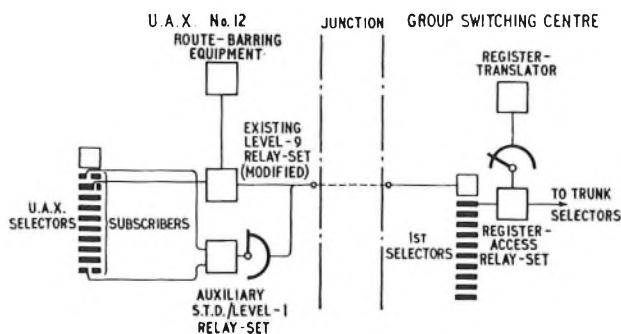 U.A.X. No.12
JUNCTION
GROUP SWITCHING CENTRE
ROUTE-BARRING
EQUIPMENT
REGISTER-
TRANSLATOR
EXISTING
LEVEL-9
RELAY-SET
(MODIFIED)
U.A.X.
SELECTORS
SUBSCRIBERS
AUXILIARY
S.T.D./LEVEL-1
RELAY-SET
1ST
SELECTORS
TO TRUNK
SELECTORS
REGISTER-
ACCESS
RELAY-SET